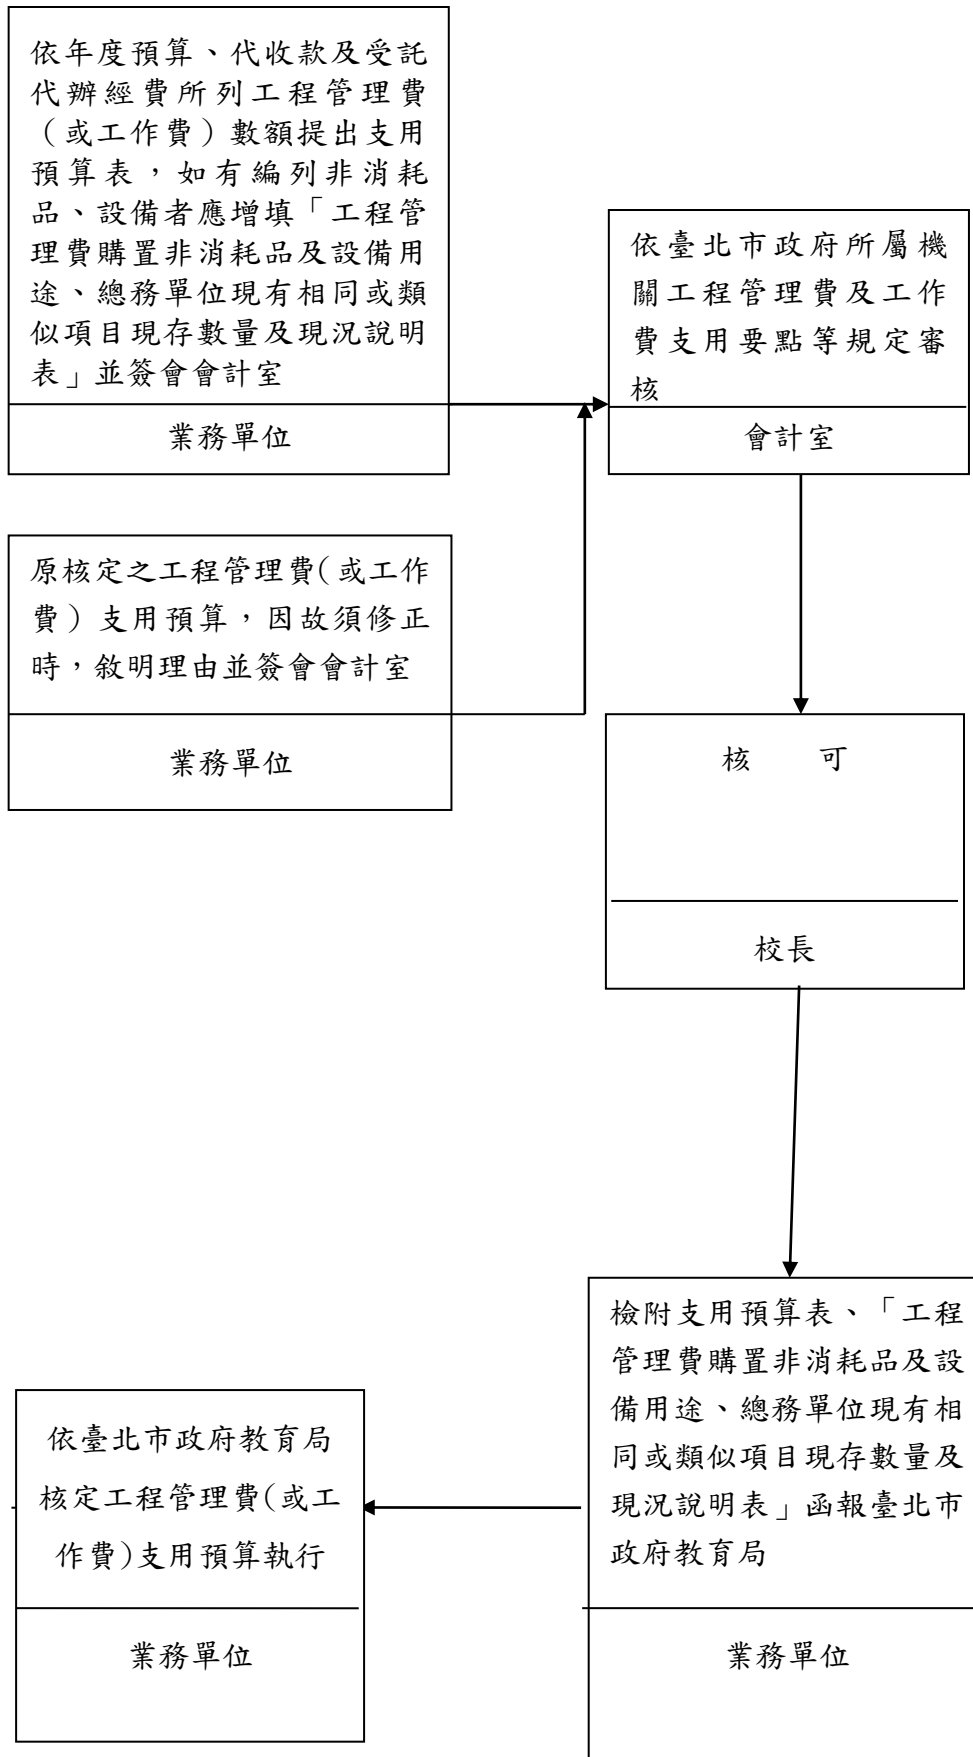 依年度預算、代收款及受託
代辦經費所列工程管理費
（或工作費）數額提出支用
預算表，如有編列非消耗
品、設備者應增填「工程管
理費購置非消耗品及設備用
途、總務單位現有相同或類
似項目現存數量及現況說明
表」並簽會會計室
業務單位
依臺北市政府所屬機
關工程管理費及工作
費支用要點等規定審
核
會計室
原核定之工程管理費(或工作
費）支用預算，因故須修正
時，敘明理由並簽會會計室
業務單位
核　可
校長
檢附支用預算表、「工程
管理費購置非消耗品及設
備用途、總務單位現有相
同或類似項目現存數量及
現況說明表」函報臺北市
政府教育局
業務單位
依臺北市政府教育局
核定工程管理費(或工
作費)支用預算執行
業務單位